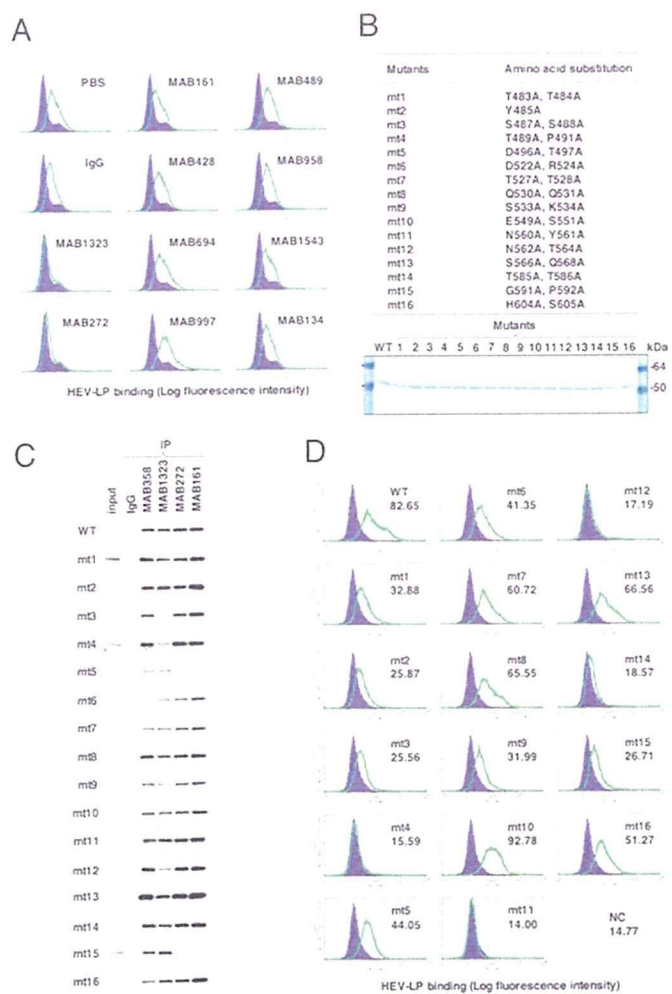 A
PBS
MAB161
MAB489
IgG
MAB428
MAB958
MAB1323
MAB694
MAB1543
MAB272
MAB997
MAB134
HEV-LP binding (Log fluorescence intensity)
B
Mutants Amino acid substitution
mt1 T483A, T484A
mt2 Y485A
mt3 S487A, S488A
mt4 T489A, P491A
mt5 D496A, T497A
mt6 D522A, R524A
mt7 T527A, T528A
mt8 Q530A, Q531A
mt9 S533A, K534A
mt10 E549A, S551A
mt11 N560A, Y561A
mt12 N562A, T564A
mt13 S566A, Q568A
mt14 T585A, T586A
mt15 G591A, P592A
mt16 H604A, S605A
Mutants
WT 1 2 3 4 5 6 7 8 9 10 11 12 13 14 15 16 kDa
-64
-50
C
IP
input
IgG
MAB358
MAB1323
MAB272
MAB161
WT
mt1
mt2
mt3
mt4
mt5
mt6
mt7
mt8
mt9
mt10
mt11
mt12
mt13
mt14
mt15
mt16
D
WT
82.65
mt6
41.35
mt12
17.19
mt1
32.88
mt7
60.72
mt13
66.56
mt2
25.87
mt8
65.55
mt14
18.57
mt3
25.56
mt9
31.99
mt15
26.71
mt4
15.59
mt10
92.78
mt16
51.27
mt5
44.05
mt11
14.00
NC
14.77
HEV-LP binding (Log fluorescence intensity)